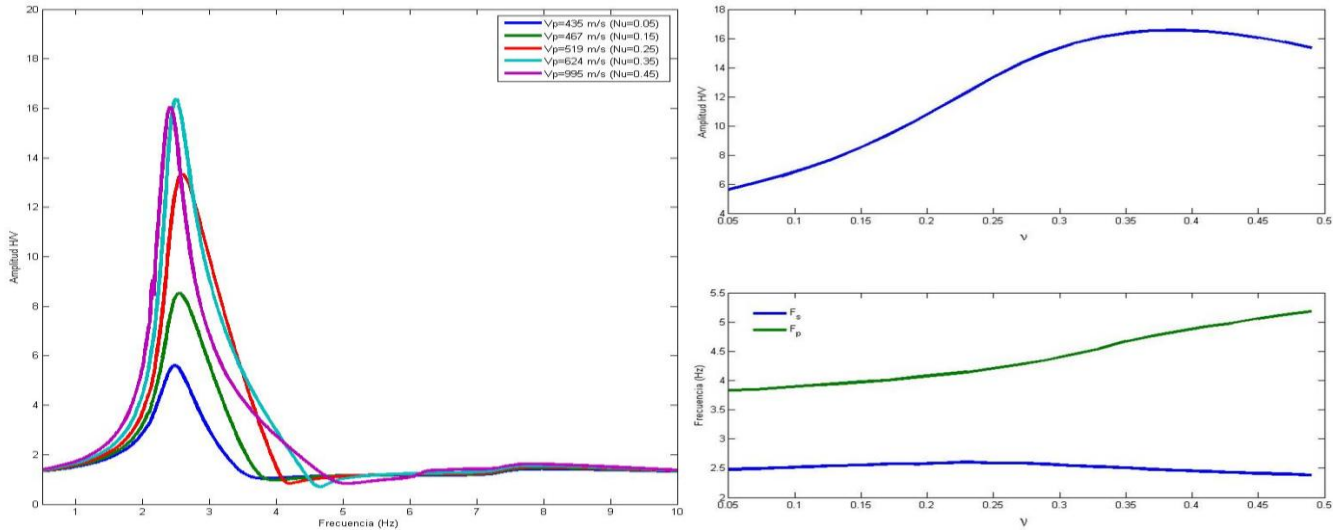 20
18
16
14
12
10
8
6
4
2
0
Amplitud H/V
1 2 3 4 5 6 7 8 9 10
Frecuencia (Hz)
Vp=435 m/s (Nu=0.05)
Vp=467 m/s (Nu=0.15)
Vp=519 m/s (Nu=0.25)
Vp=624 m/s (Nu=0.35)
Vp=995 m/s (Nu=0.45)
18
16
14
12
10
8
6
4
Amplitud H/V
0.05 0.1 0.15 0.2 0.25 0.3 0.35 0.4 0.45 0.5
ν
5.5
5
4.5
4
3.5
3
2.5
2
Frecuencia (Hz)
Fs
Fp
0.05 0.1 0.15 0.2 0.25 0.3 0.35 0.4 0.45 0.5
ν